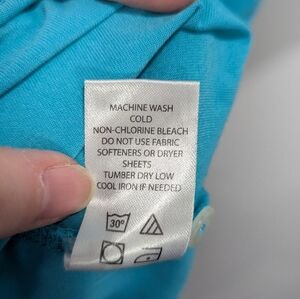 MACHINE WASH
COLD
NON-CHLORINE BLEACH
DO NOT USE FABRIC
SOFTENERS OR DRYER
SHEETS
TUMBER DRY LOW
COOL IRON IF NEEDED
30°